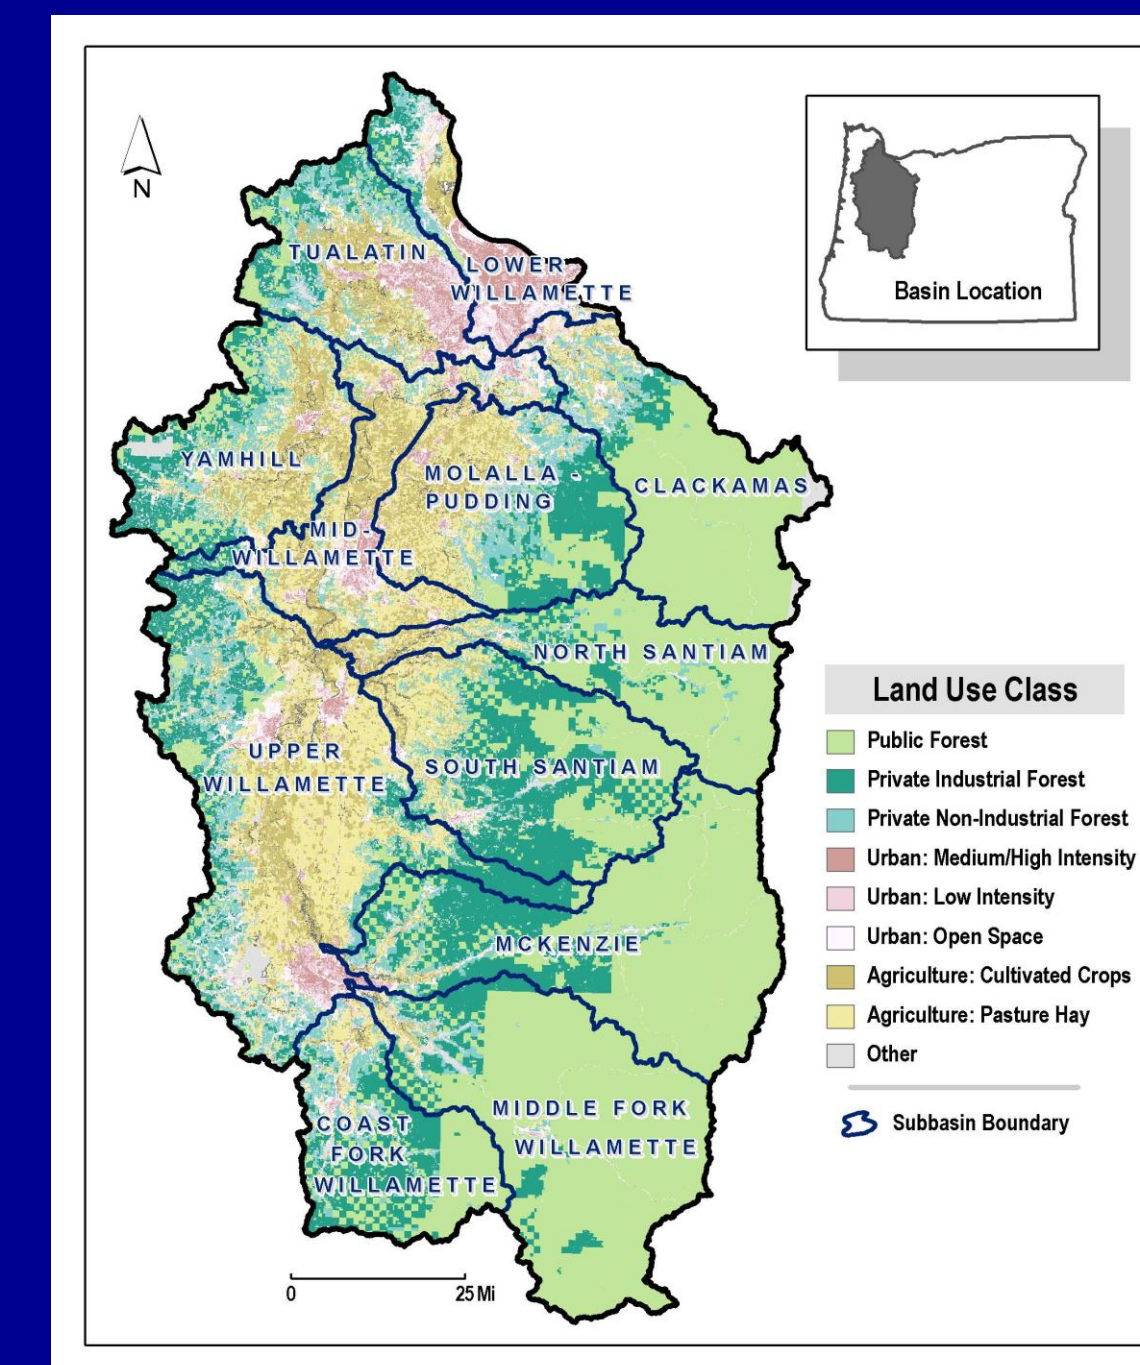 N
Basin Location
TUALATIN
LOWER
WILLAMETTE
YAMHILL
MOLALLA -
PUDDING
CLACKAMAS
MID-
WILLAMETTE
NORTH SANTIAM
UPPER
WILLAMETTE
SOUTH SANTIAM
MCKENZIE
MIDDLE FORK
WILLAMETTE
COAST
FORK
WILLAMETTE
0 25 Mi
Land Use Class
Public Forest
Private Industrial Forest
Private Non-Industrial Forest
Urban: Medium/High Intensity
Urban: Low Intensity
Urban: Open Space
Agriculture: Cultivated Crops
Agriculture: Pasture Hay
Other
Subbasin Boundary